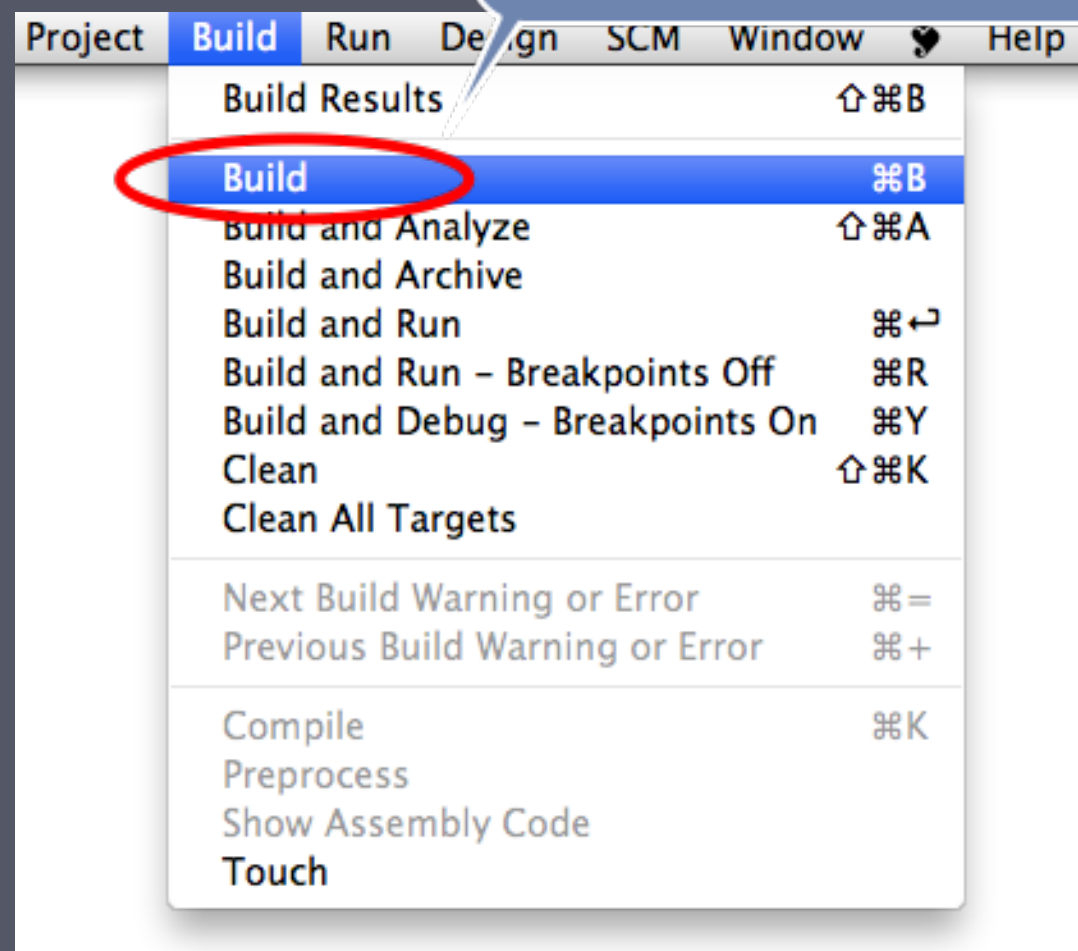 Project Build Run Design SCM Window Help
Build Results ⇧⌘B
Build ⌘B
Build and Analyze ⇧⌘A
Build and Archive
Build and Run ⌘↩
Build and Run – Breakpoints Off ⌘R
Build and Debug – Breakpoints On ⌘Y
Clean ⇧⌘K
Clean All Targets
Next Build Warning or Error ⌘=
Previous Build Warning or Error ⌘+
Compile ⌘K
Preprocess
Show Assembly Code
Touch